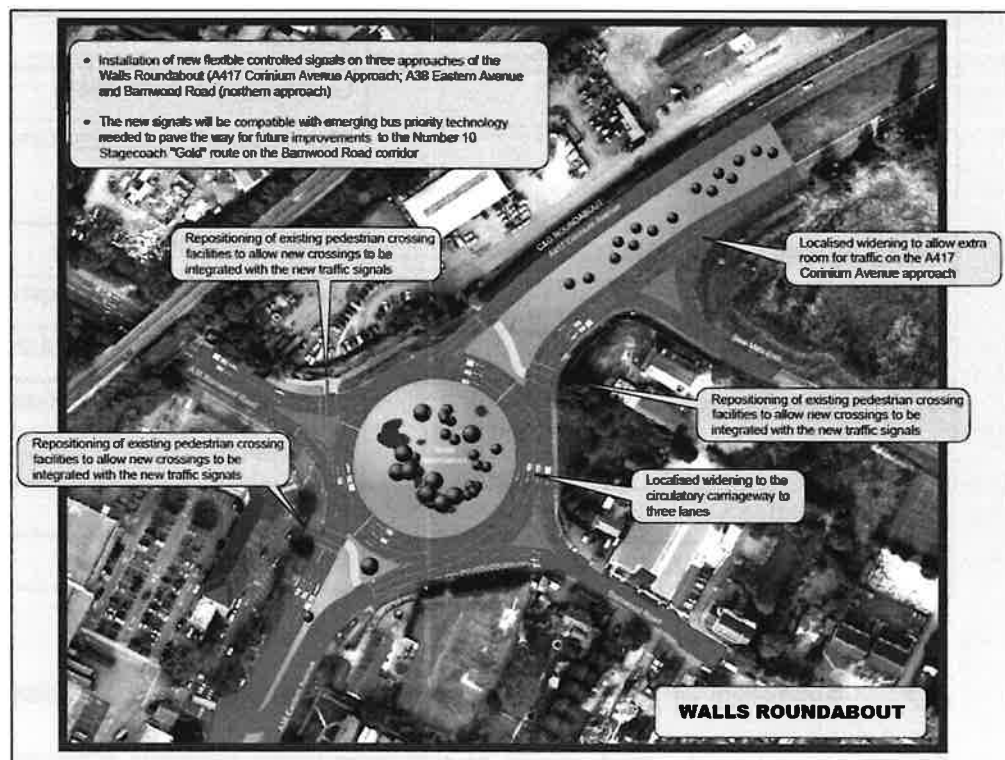 • Installation of new flexible controlled signals on three approaches of the
Walls Roundabout (A417 Corinium Avenue Approach; A38 Eastern Avenue
and Barnwood Road (northern approach)
• The new signals will be compatible with emerging bus priority technology
needed to pave the way for future improvements to the Number 10
Stagecoach "Gold" route on the Barnwood Road corridor
Repositioning of existing pedestrian crossing
facilities to allow new crossings to be
integrated with the new traffic signals
C&G ROUNDABOUT
Localised widening to allow extra
room for traffic on the A417
Corinium Avenue approach
Repositioning of existing pedestrian crossing
facilities to allow new crossings to be
integrated with the new traffic signals
Repositioning of existing pedestrian crossing
facilities to allow new crossings to be
integrated with the new traffic signals
Localised widening to the
circulatory carriageway to
three lanes
WALLS ROUNDABOUT